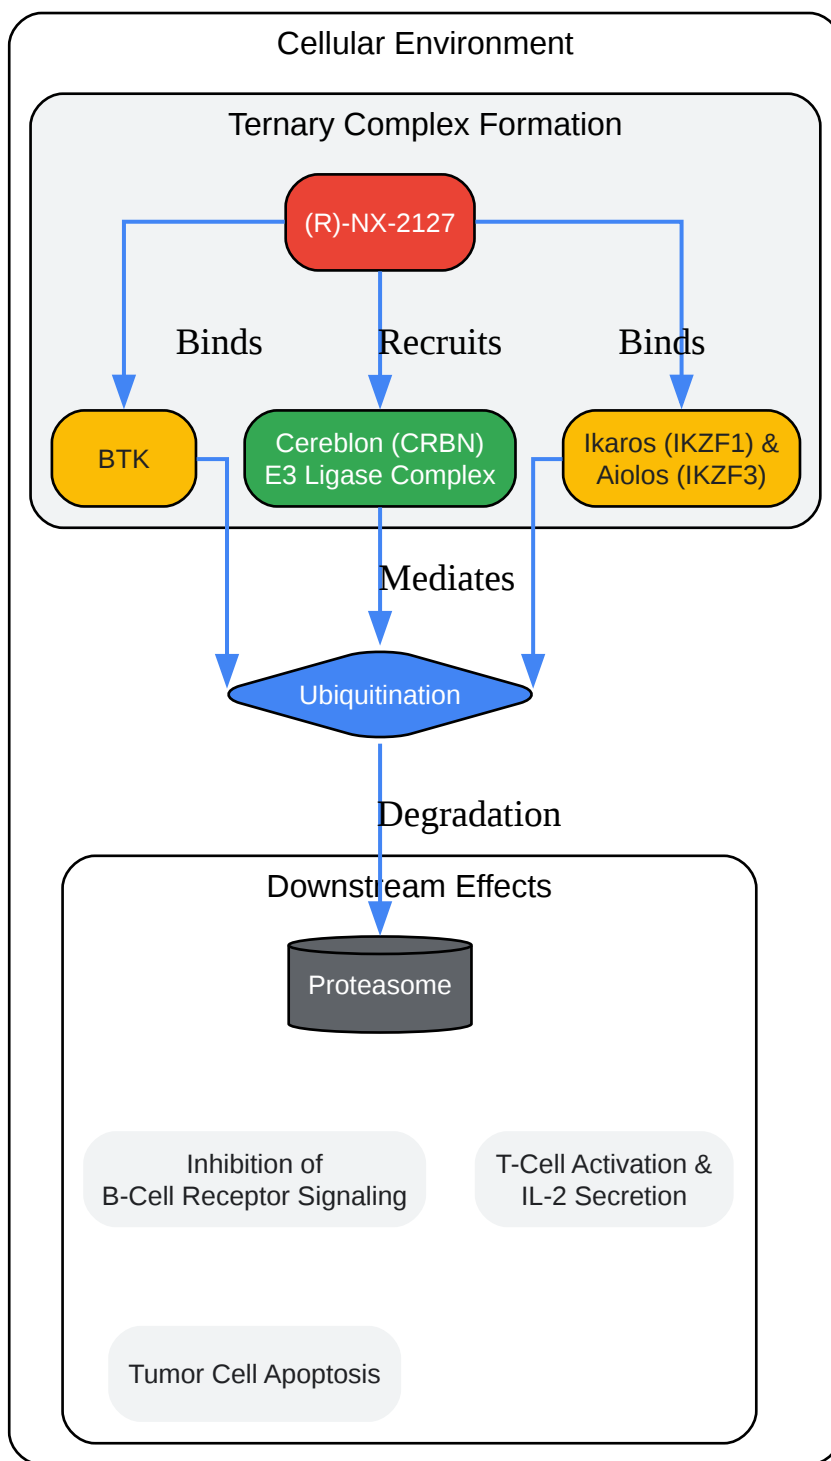 Cellular Environment
Ternary Complex Formation
(R)-NX-2127
Binds
Recruits
Binds
BTK
Cereblon (CRBN)
E3 Ligase Complex
Ikaros (IKZF1) &
Aiolos (IKZF3)
Mediates
Ubiquitination
Degradation
Downstream Effects
Proteasome
Inhibition of
B-Cell Receptor Signaling
T-Cell Activation &
IL-2 Secretion
Tumor Cell Apoptosis